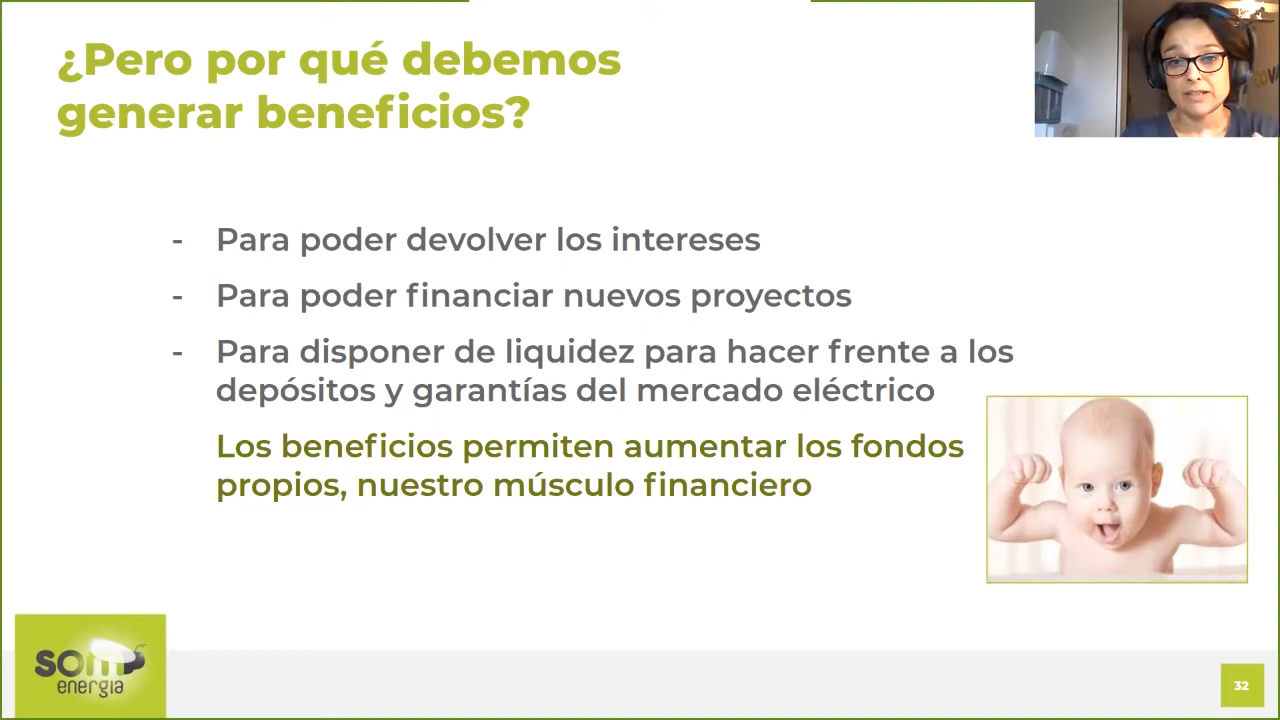 ¿Pero por qué debemos
generar beneficios?
- Para poder devolver los intereses
- Para poder financiar nuevos proyectos
- Para disponer de liquidez para hacer frente a los
depósitos y garantías del mercado eléctrico
Los beneficios permiten aumentar los fondos
propios, nuestro músculo financiero
som
energia
32